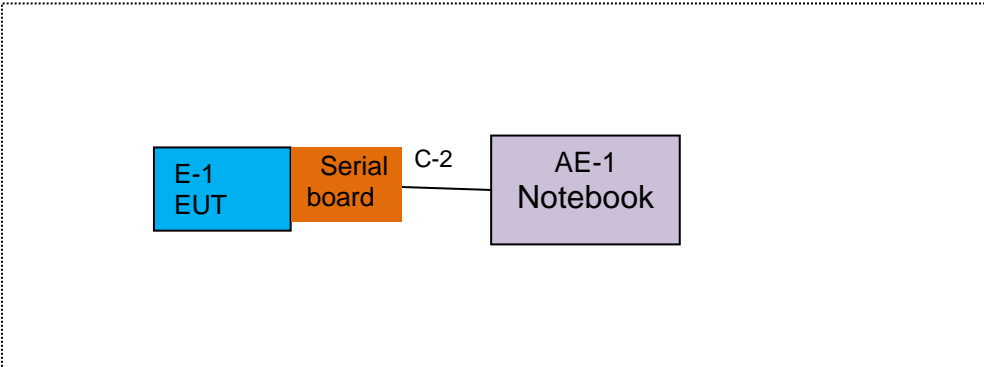 E-1
EUT
Serial
board
C-2
AE-1
Notebook